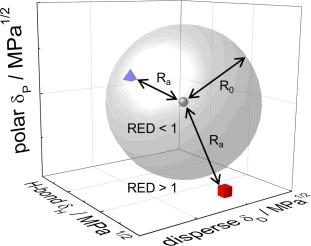 polar δP / MPa1/2
Ra
R0
RED < 1
Ra
RED > 1
H-bond δH / MPa1/2
disperse δD / MPa1/2